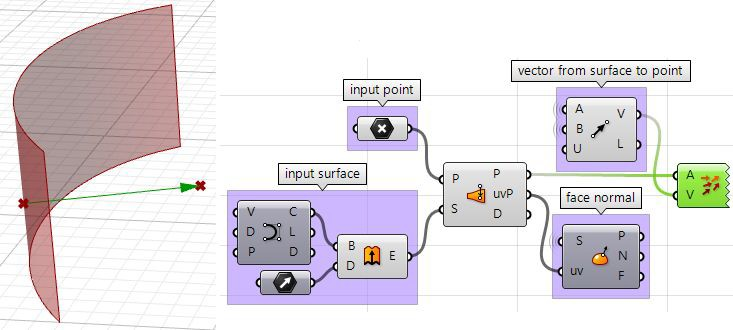 vector from surface to point
input point
A
B
U
V
L
input surface
P
S
P
uvP
D
A
V
face normal
V
D
P
C
L
D
B
D
E
S
uv
P
N
F